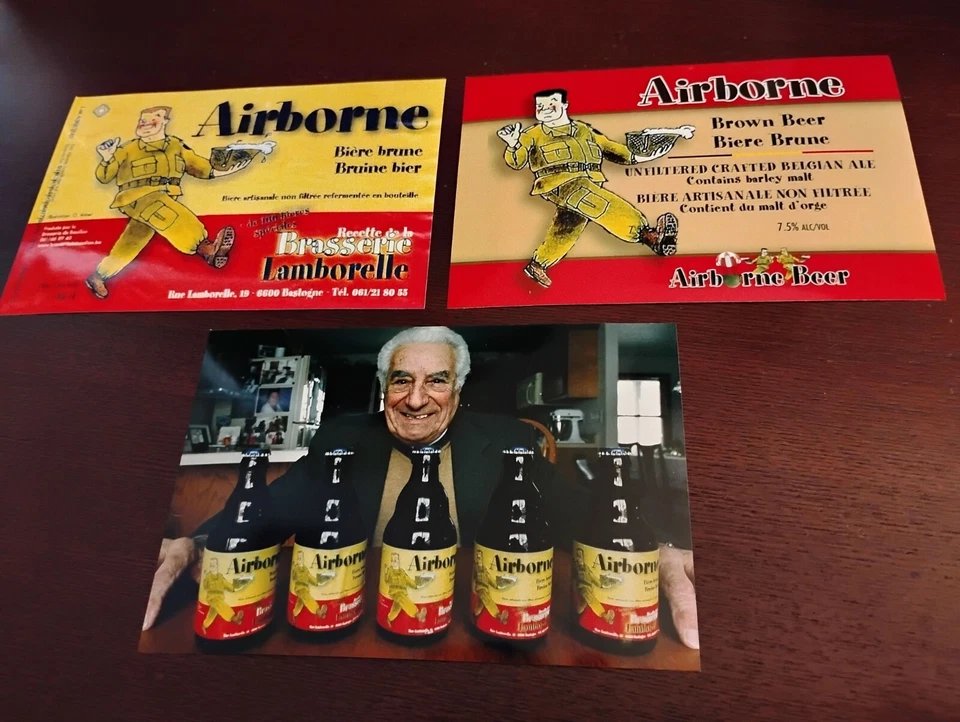 Airborne
Bière brune
Bruine bier
Bière artisanale non filtrée refermentée en bouteille
Recette de la
Brasserie
Lamborelle
Rue Lamborelle, 19 - 6600 Bastogne - Tél. 061/21 80 55
Airborne
Brown Beer
Biere Brune
UNFILTERED CRAFTED BELGIAN ALE
Contains barley malt
BIÈRE ARTISANALE NON FILTREE
Contient du malt d'orge
7.5% ALC/VOL
Airborne Beer
Airborne
Airborne
Airborne
Airborne
Airborne